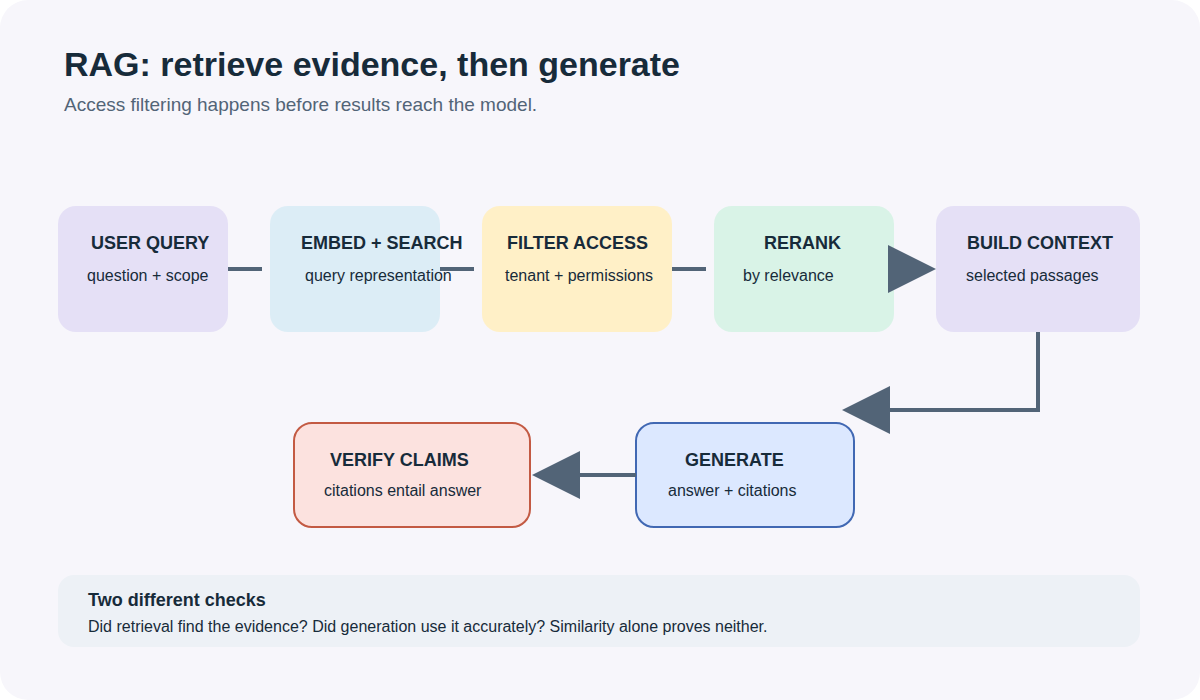 RAG: retrieve evidence, then generate
Access filtering happens before results reach the model.
USER QUERY
question + scope
EMBED + SEARCH
query representation
FILTER ACCESS
tenant + permissions
RERANK
by relevance
BUILD CONTEXT
selected passages
VERIFY CLAIMS
citations entail answer
GENERATE
answer + citations
Two different checks
Did retrieval find the evidence? Did generation use it accurately? Similarity alone proves neither.